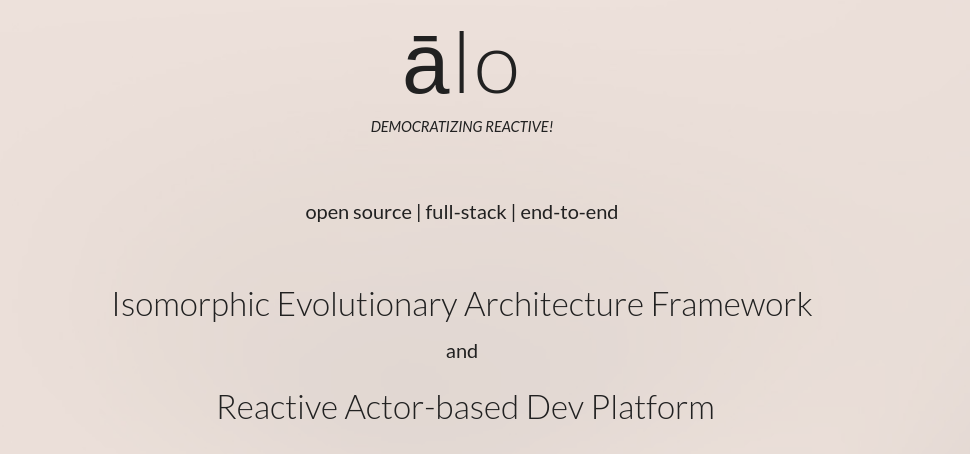 ālo
DEMOCRATIZING REACTIVE!
open source | full-stack | end-to-end
Isomorphic Evolutionary Architecture Framework
and
Reactive Actor-based Dev Platform